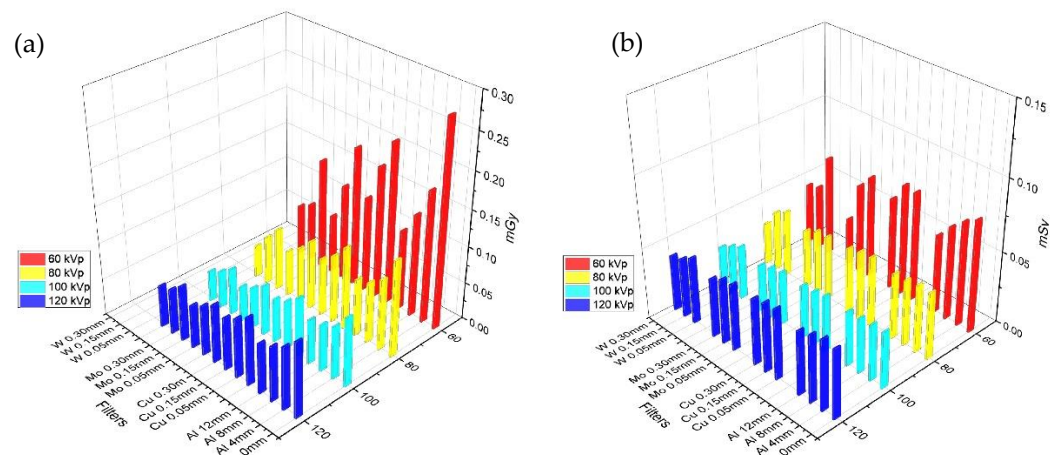 (a)
0.30
0.25
0.20
0.15
0.10
0.05
0.00
mGy
60 kVp
80 kVp
100 kVp
120 kVp
W 0.30mm
W 0.15mm
W 0.05mm
Mo 0.30mm
Mo 0.15mm
Mo 0.05mm
Cu 0.30m
Cu 0.15mm
Cu 0.05mm
Al 12mm
Al 8mm
Al 4mm
0mm
Filters
60
80
100
120
(b)
0.15
0.10
0.05
0.00
mSv
60 kVp
80 kVp
100 kVp
120 kVp
W 0.30mm
W 0.15mm
W 0.05mm
Mo 0.30mm
Mo 0.15mm
Mo 0.05mm
Cu 0.30m
Cu 0.15mm
Cu 0.05mm
Al 12mm
Al 8mm
Al 4mm
0mm
Filters
60
80
100
120